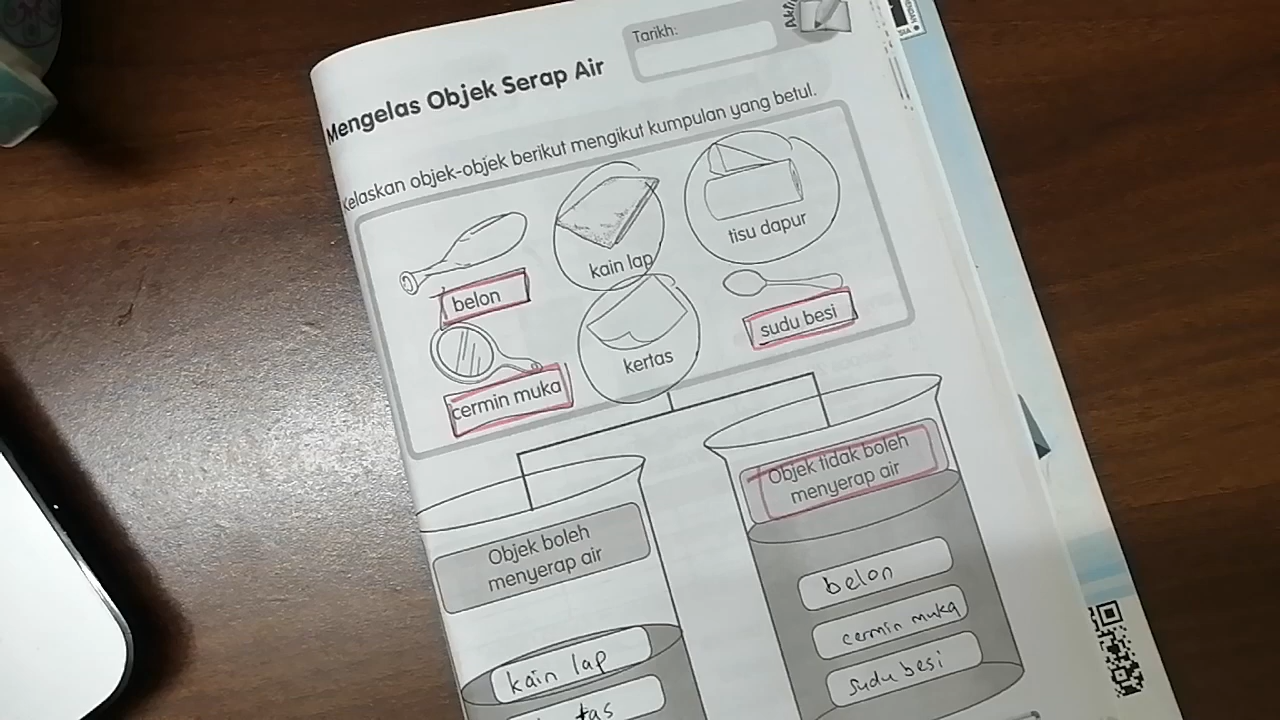 Tarikh:
Mengelas Objek Serap Air
Kelaskan objek-objek berikut mengikut kumpulan yang betul.
belon
kain lap
tisu dapur
cermin muka
kertas
sudu besi
Objek boleh
menyerap air
Objek tidak boleh
menyerap air
kain lap
belon
cermin muka
sudu besi